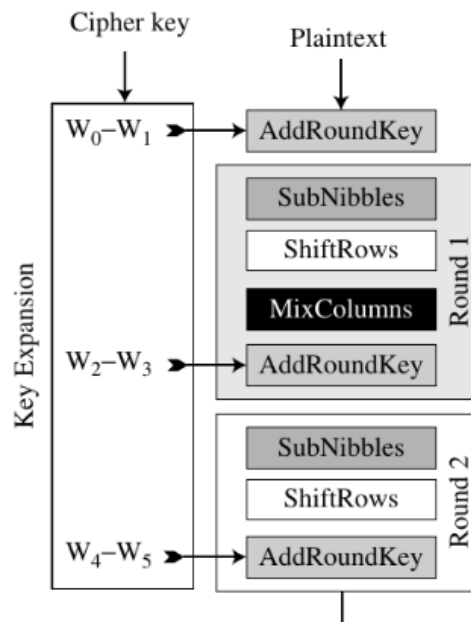 Cipher key
Plaintext
W₀–W₁
AddRoundKey
SubNibbles
ShiftRows
MixColumns
W₂–W₃
AddRoundKey
Round 1
Key Expansion
SubNibbles
ShiftRows
W₄–W₅
AddRoundKey
Round 2